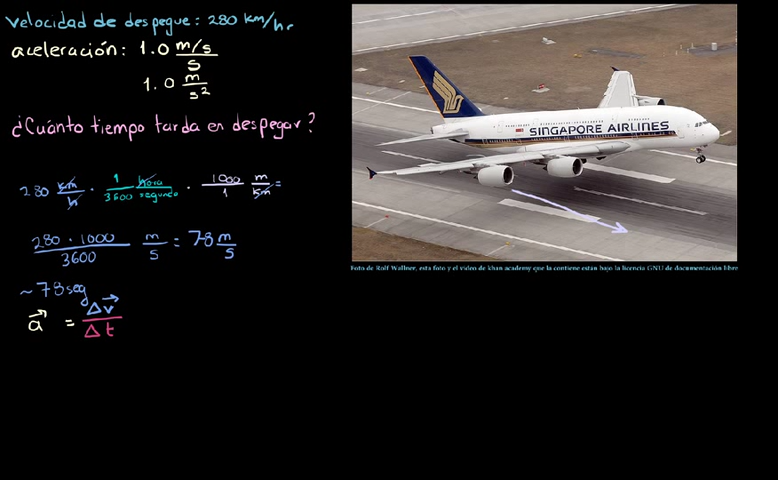 velocidad de despegue: 280 km/hr
aceleración: 1.0 m/s/s
1.0 m/s²
¿Cuánto tiempo tarda en despegar?
280 km/h · 1 hora/3600 segundo · 1000/1 m/km =
280 · 1000/3600 m/s = 78 m/s
~78 seg
a⃗ = Δv⃗/Δt
SINGAPORE AIRLINES
Foto de Rolf Wallner, esta foto y el video de khan academy que la contiene estan bajo la licencia GNU de documentación libre